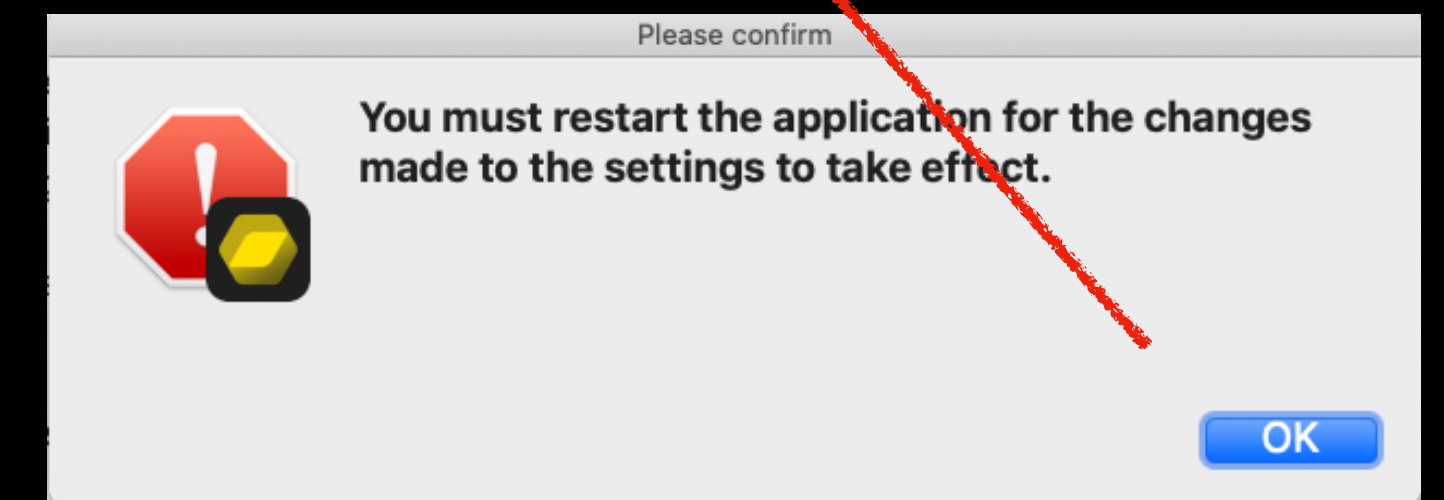 Please confirm
You must restart the application for the changes
made to the settings to take effect.
OK